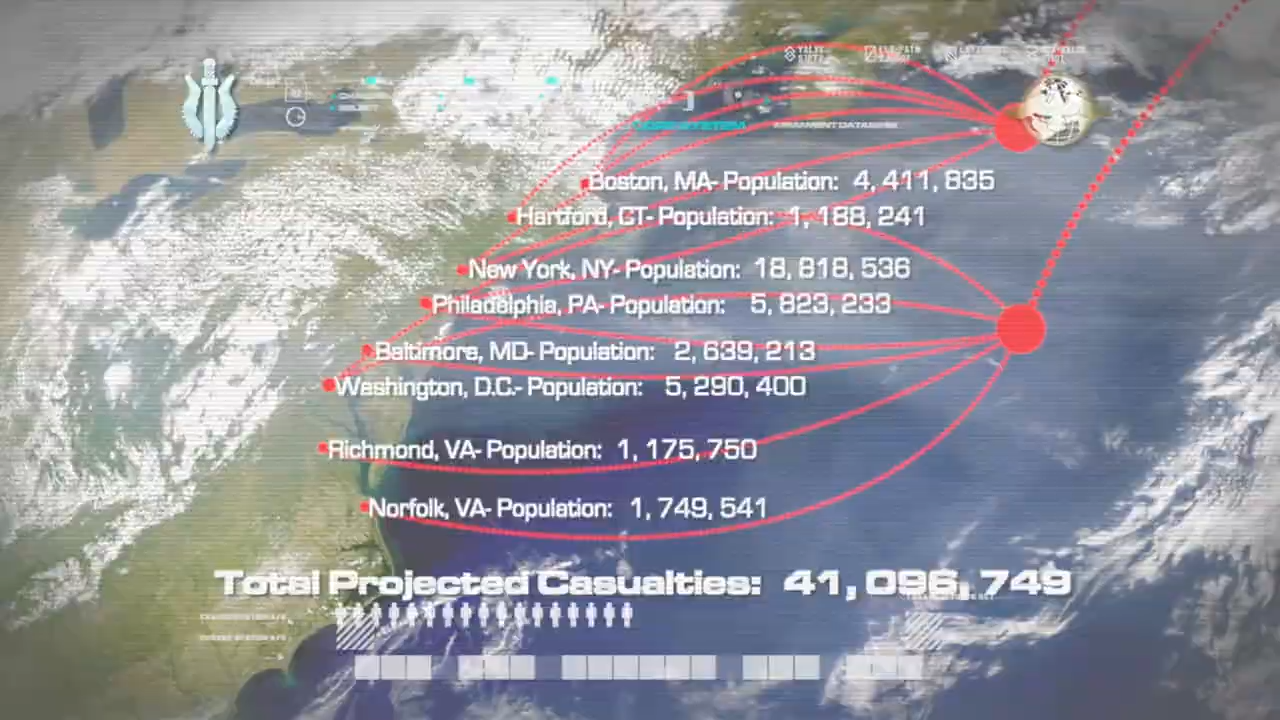 Boston, MA- Population: 4, 411, 835
Hartford, CT- Population: 1, 188, 241
New York, NY- Population: 18, 818, 536
Philadelphia, PA- Population: 5, 823, 233
Baltimore, MD- Population: 2, 639, 213
Washington, D.C.- Population: 5, 290, 400
Richmond, VA- Population: 1, 175, 750
Norfolk, VA- Population: 1, 749, 541
Total Projected Casualties: 41, 096, 749